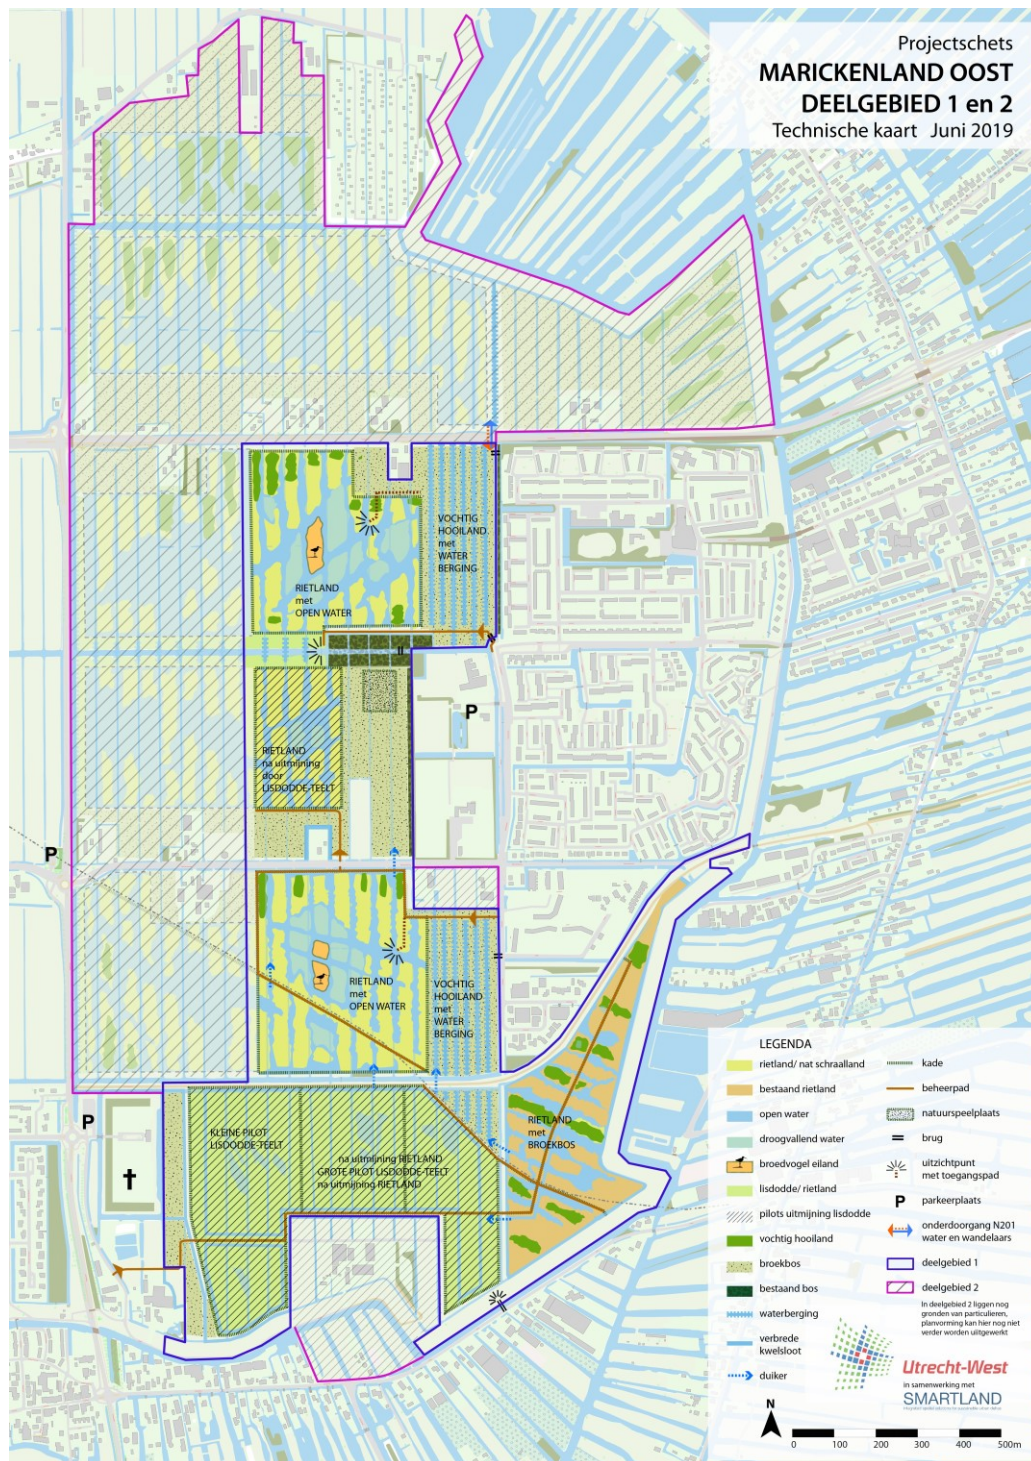 Projectschets
MARICKENLAND OOST
DEELGEBIED 1 en 2
Technische kaart Juni 2019
VOCHTIG
HOOILAND
met
WATER
BERGING
RIETLAND
met
OPEN WATER
P
RIETLAND
na uitmijning
door
LISDODDE-TEELT
P
RIETLAND
met
OPEN WATER
VOCHTIG
HOOILAND
met
WATER
BERGING
P
KLEINE PILOT
LISDODDE-TEELT
na uitmijning RIETLAND
GROTE PILOT LISDODDE-TEELT
na uitmijning RIETLAND
RIETLAND
met
BROEKBOS
LEGENDA
rietland/ nat schraalland
bestaand rietland
open water
droogvallend water
broedvogel eiland
lisdodde/ rietland
pilots uitmijning lisdodde
vochtig hooiland
broekbos
bestaand bos
waterberging
verbrede
kwelsloot
duiker
kade
beheerpad
natuurspeelplaats
brug
uitzichtpunt
met toegangspad
P parkeerplaats
onderdoorgang N201
water en wandelaars
deelgebied 1
deelgebied 2
In deelgebied 2 liggen nog
gronden van particulieren,
planvorming kan hier nog niet
verder worden uitgewerkt
Utrecht-West
in samenwerking met
SMARTLAND
N
0 100 200 300 400 500m